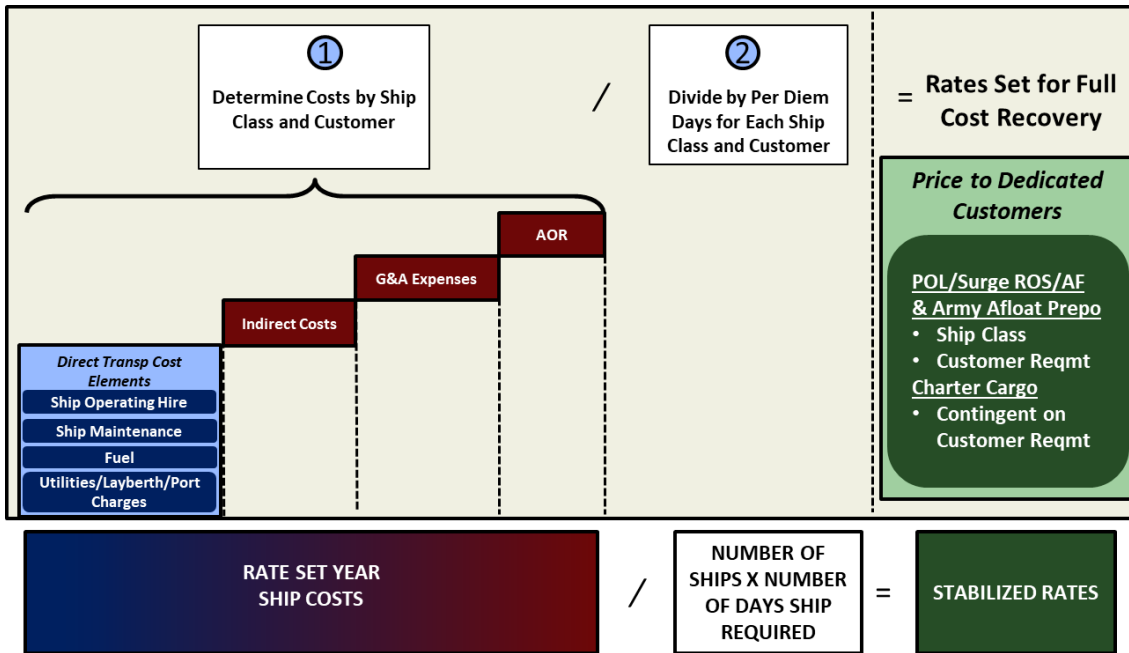 1
Determine Costs by Ship
Class and Customer
/
2
Divide by Per Diem
Days for Each Ship
Class and Customer
= Rates Set for Full
Cost Recovery
Price to Dedicated
Customers
POL/Surge ROS/AF
& Army Afloat Prepo
• Ship Class
• Customer Reqmt
Charter Cargo
• Contingent on
Customer Reqmt
AOR
G&A Expenses
Indirect Costs
Direct Transp Cost
Elements
Ship Operating Hire
Ship Maintenance
Fuel
Utilities/Layberth/Port
Charges
RATE SET YEAR
SHIP COSTS
/
NUMBER OF
SHIPS X NUMBER
OF DAYS SHIP
REQUIRED
=
STABILIZED RATES